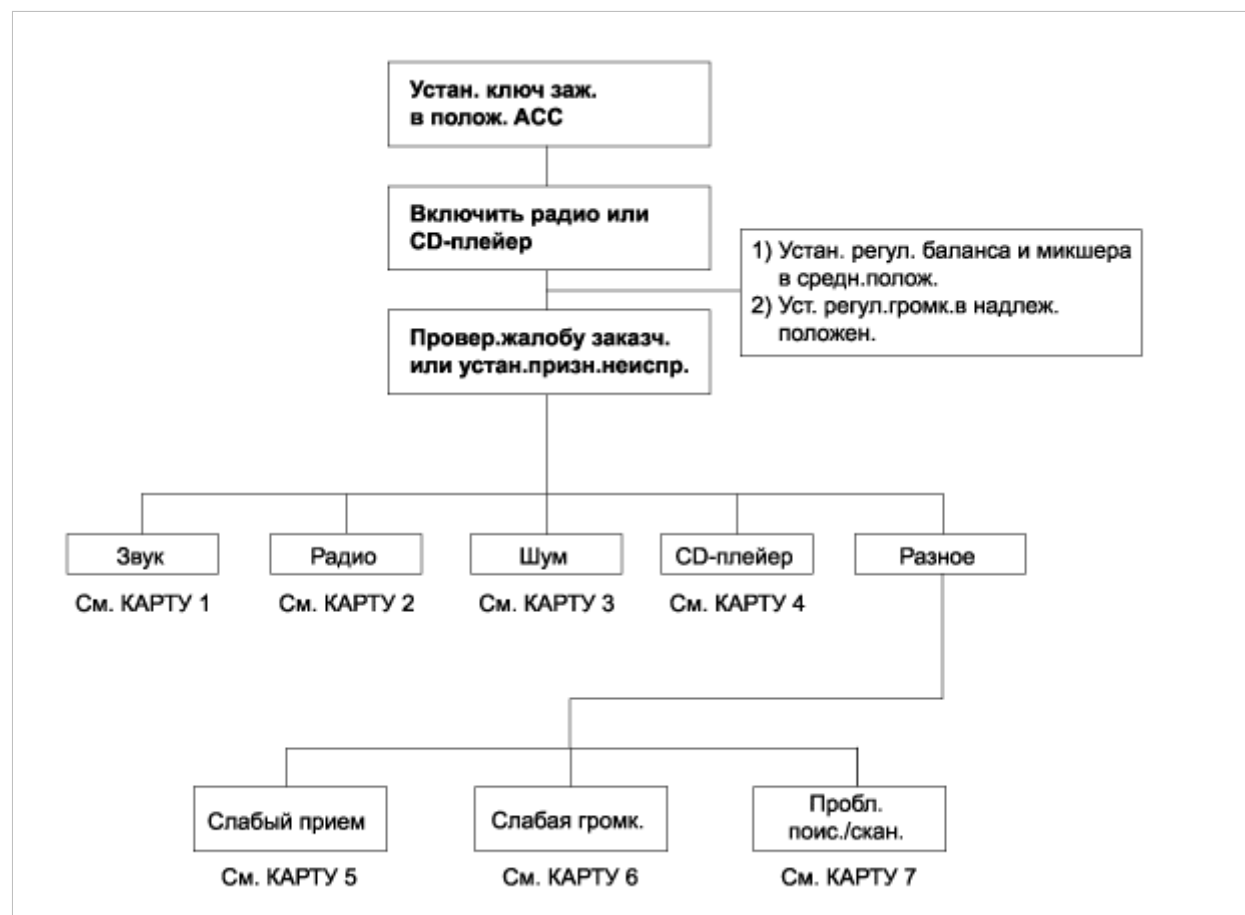 Устан. ключ заж.
в полож. ACC
Включить радио или
CD-плейер
1) Устан. регул. баланса и микшера
в средн.полож.
2) Уст. регул.громк.в надлеж.
положен.
Провер.жалобу заказч.
или устан.призн.неиспр.
Звук
Радио
Шум
CD-плейер
Разное
См. КАРТУ 1
См. КАРТУ 2
См. КАРТУ 3
См. КАРТУ 4
Слабый прием
Слабая громк.
Пробл.
поис./скан.
См. КАРТУ 5
См. КАРТУ 6
См. КАРТУ 7